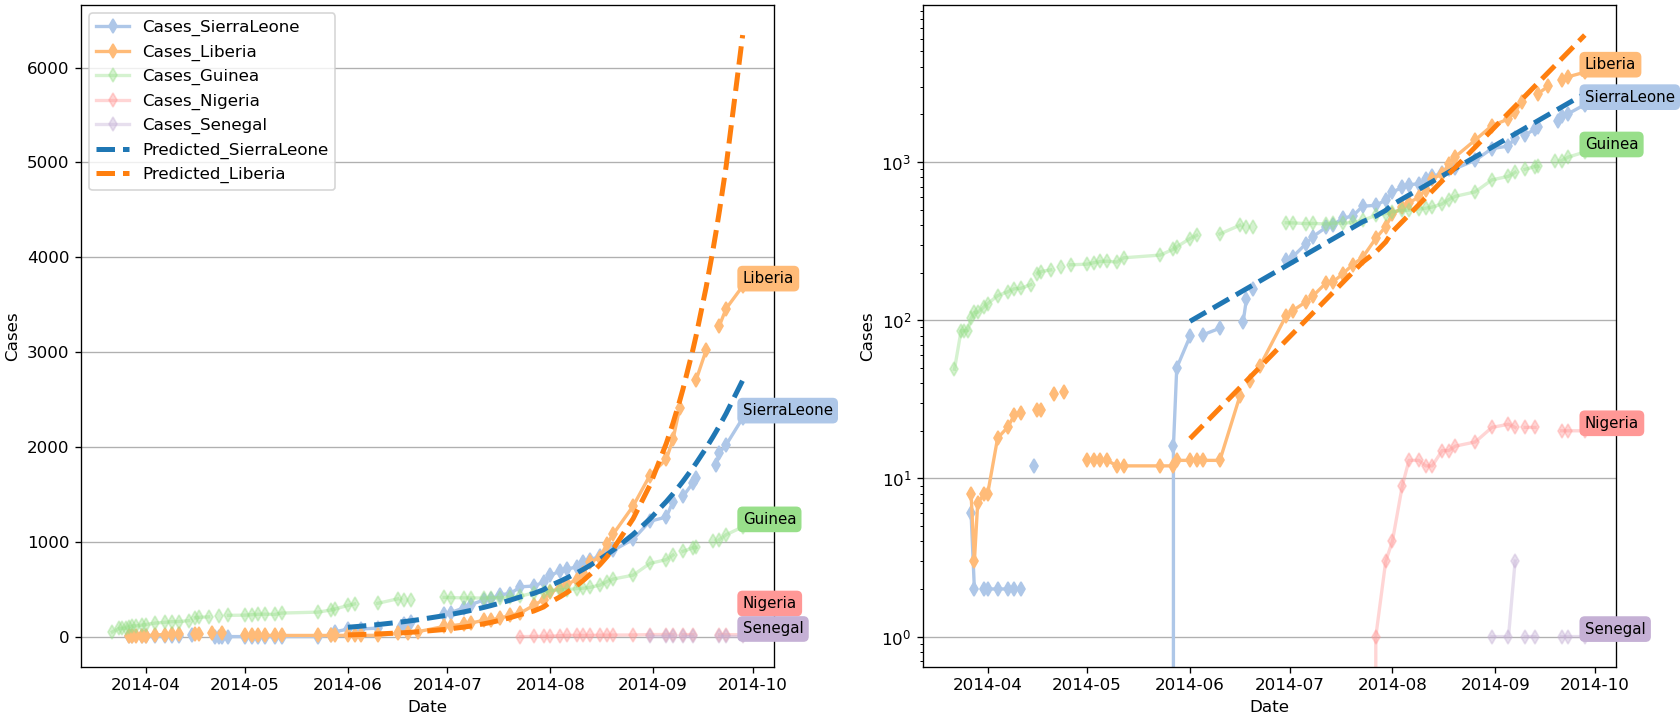 Cases_SierraLeone
Cases_Liberia
Cases_Guinea
Cases_Nigeria
Cases_Senegal
Predicted_SierraLeone
Predicted_Liberia
6000
5000
4000
3000
2000
1000
0
Cases
Liberia
SierraLeone
Guinea
Nigeria
Senegal
2014-04 2014-05 2014-06 2014-07 2014-08 2014-09 2014-10
Date
10³
10²
10¹
10⁰
Cases
Liberia
SierraLeone
Guinea
Nigeria
Senegal
2014-04 2014-05 2014-06 2014-07 2014-08 2014-09 2014-10
Date